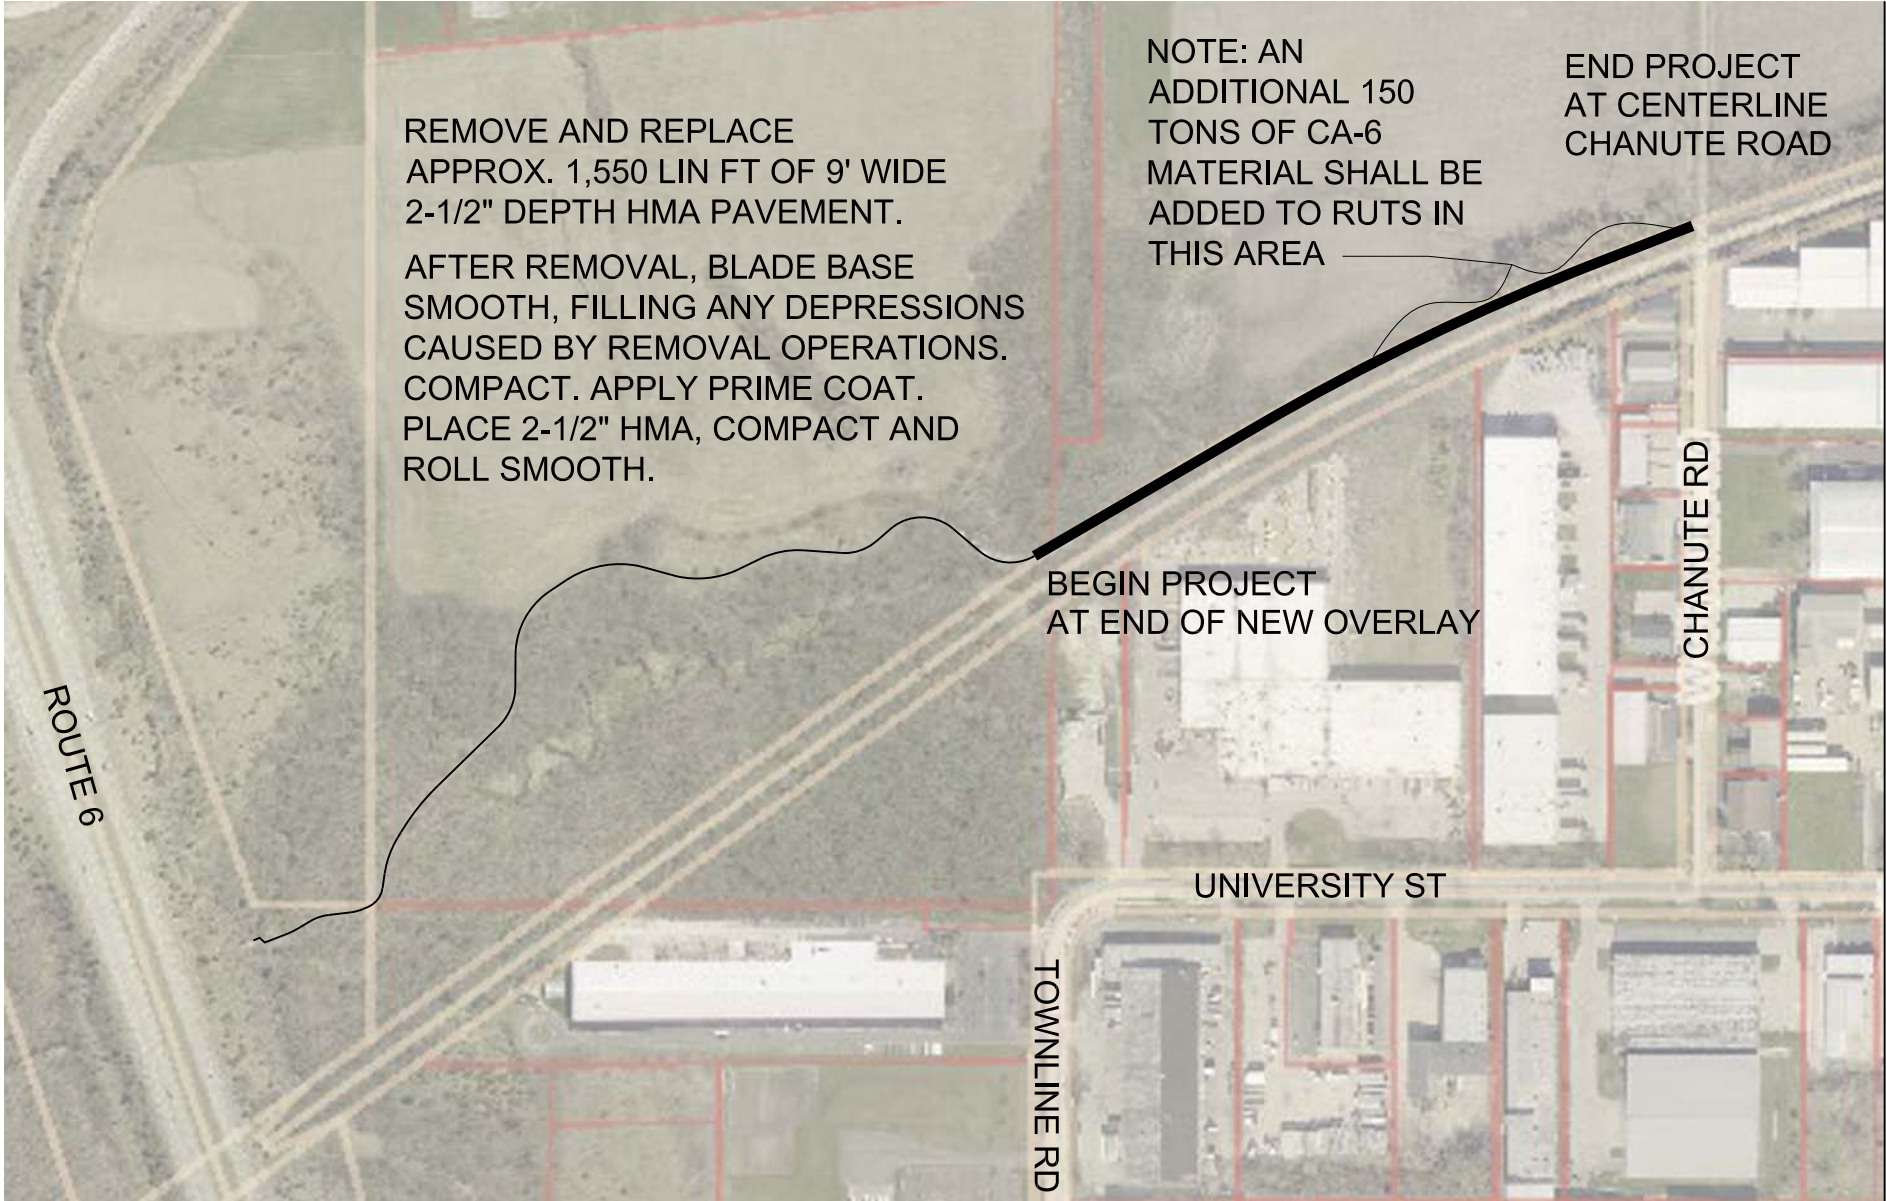 NOTE: AN
ADDITIONAL 150
TONS OF CA-6
MATERIAL SHALL BE
ADDED TO RUTS IN
THIS AREA
END PROJECT
AT CENTERLINE
CHANUTE ROAD
REMOVE AND REPLACE
APPROX. 1,550 LIN FT OF 9' WIDE
2-1/2" DEPTH HMA PAVEMENT.
AFTER REMOVAL, BLADE BASE
SMOOTH, FILLING ANY DEPRESSIONS
CAUSED BY REMOVAL OPERATIONS.
COMPACT. APPLY PRIME COAT.
PLACE 2-1/2" HMA, COMPACT AND
ROLL SMOOTH.
BEGIN PROJECT
AT END OF NEW OVERLAY
CHANUTE RD
ROUTE 6
UNIVERSITY ST
TOWNLINE RD